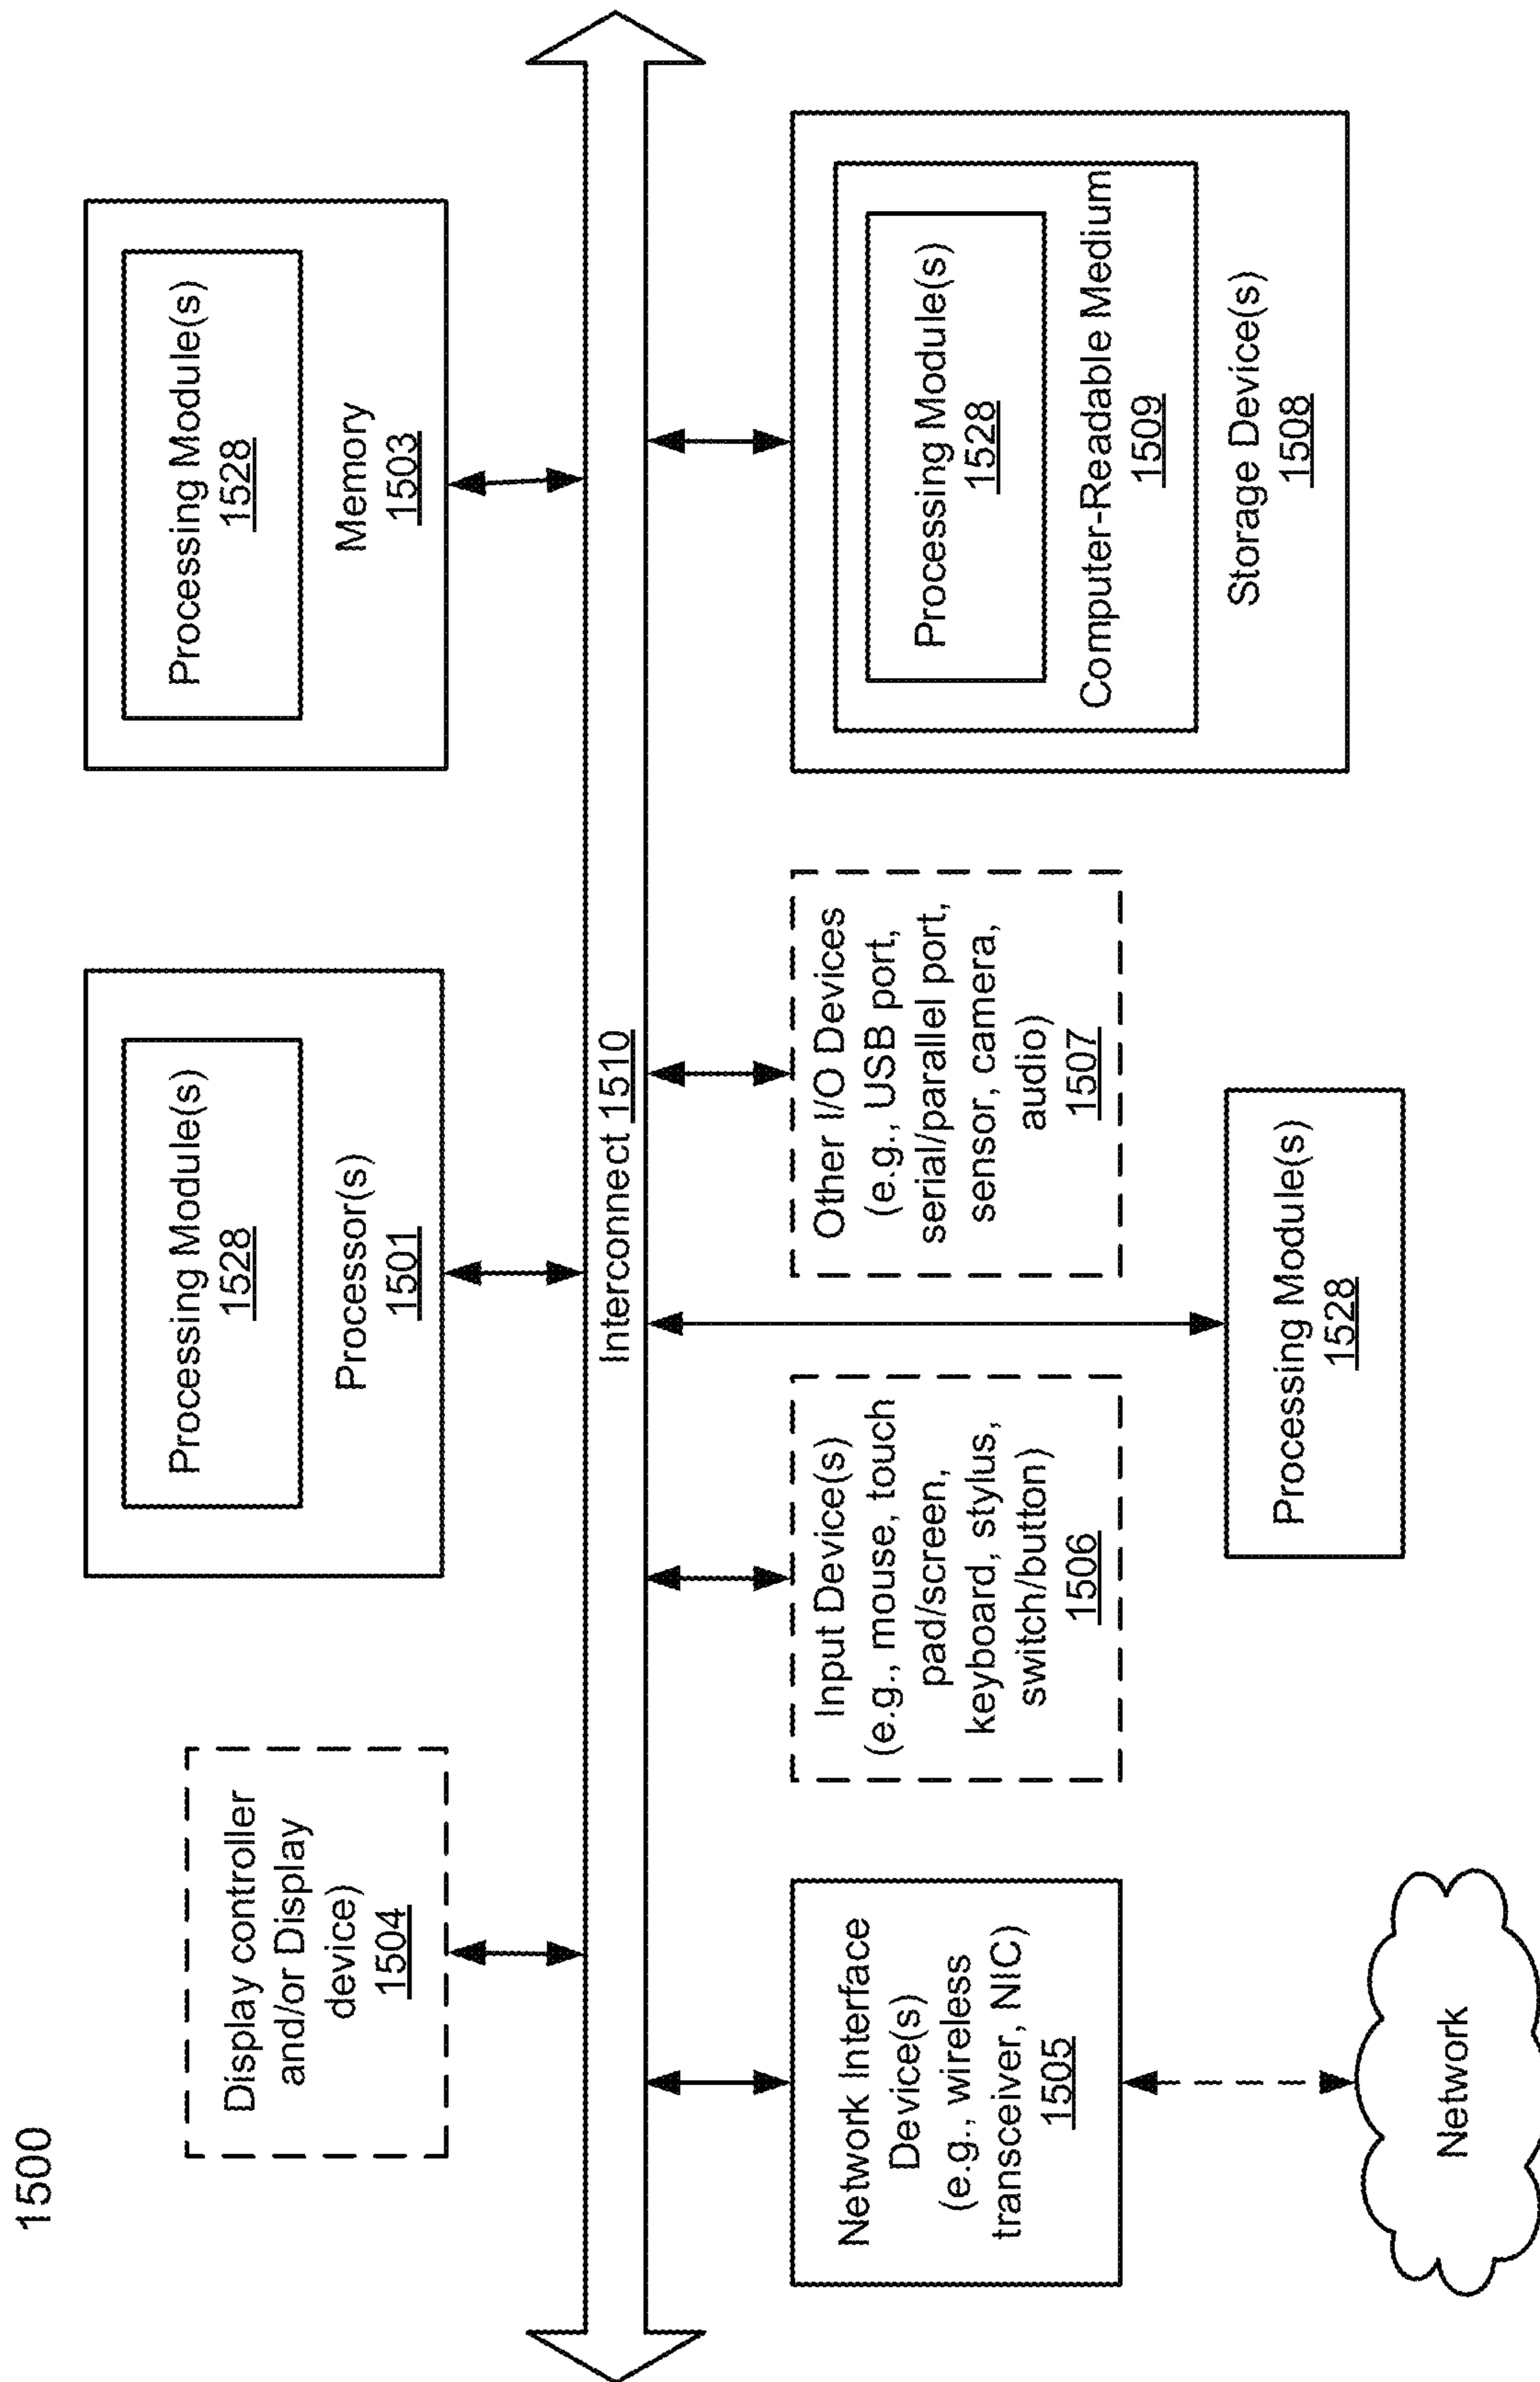 1500
Processing Module(s)
1528
Processor(s)
1501
Processing Module(s)
1528
Memory
1503
Display controller
and/or Display
device)
1504
Interconnect 1510
Network Interface
Device(s)
(e.g., wireless
transceiver, NIC)
1505
Input Device(s)
(e.g., mouse, touch
pad/screen,
keyboard, stylus,
switch/button)
1506
Other I/O Devices
(e.g., USB port,
serial/parallel port,
sensor, camera,
audio)
1507
Processing Module(s)
1528
Computer-Readable Medium
1509
Storage Device(s)
1508
Processing Module(s)
1528
Network